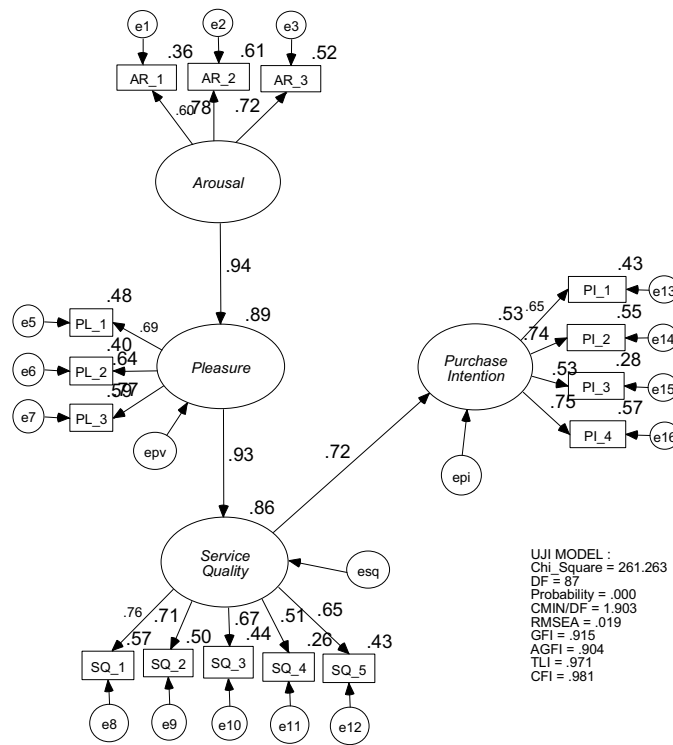 e1 e2 e3
.36 .61 .52
AR_1 AR_2 AR_3
.60 .78 .72
Arousal
.94
.48 .89 .43
e5 PL_1 .69 PI_1 e13
.53 .65
.40 .55
e6 PL_2 .64 Pleasure Purchase Intention .74 PI_2 e14
.59 .77 .53 .28
e7 PL_3 PI_3 e15
.75 .57
epv PI_4 e16
epi
.93 .72
.86
Service
Quality
esq
.76 .71 .67 .51 .65
.57 .50 .44 .26 .43
SQ_1 SQ_2 SQ_3 SQ_4 SQ_5
e8 e9 e10 e11 e12
UJI MODEL :
Chi_Square = 261.263
DF = 87
Probability = .000
CMIN/DF = 1.903
RMSEA = .019
GFI = .915
AGFI = .904
TLI = .971
CFI = .981